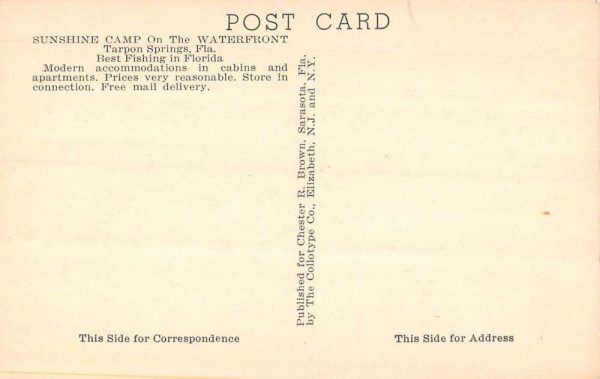 POST CARD
SUNSHINE CAMP On The WATERFRONT
Tarpon Springs, Fla.
Best Fishing in Florida
Modern accommodations in cabins and
apartments. Prices very reasonable. Store in
connection. Free mail delivery.
Published for Chester R. Brown, Sarasota, Fla.
by The Collotype Co., Elizabeth, N.J. and N.Y.
This Side for Correspondence
This Side for Address